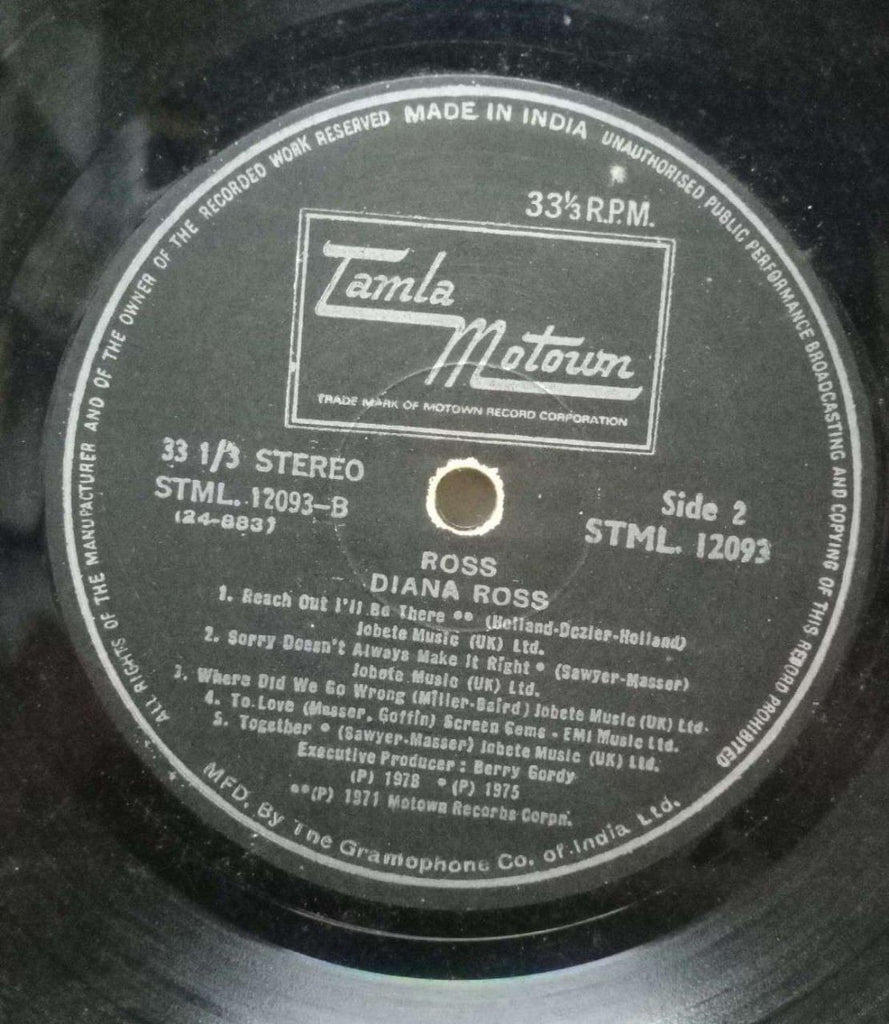 MADE IN INDIA
UNAUTHORISED PUBLIC PERFORMANCE BROADCASTING AND COPYING OF THIS RECORD PROHIBITED
ALL RIGHTS OF THE MANUFACTURER AND OF THE OWNER OF THE RECORDED WORK RESERVED
33⅓ R.P.M.
Tamla
Motown
TRADE MARK OF MOTOWN RECORD CORPORATION
33 1/3 STEREO
STML. 12093-B
(24-883)
Side 2
STML. 12093
ROSS
DIANA ROSS
1. Reach Out I'll Be There ** (Holland-Dozier-Holland)
Jobete Music (UK) Ltd.
2. Sorry Doesn't Always Make It Right * (Sawyer-Masser)
Jobete Music (UK) Ltd.
3. Where Did We Go Wrong (Miller-Baird) Jobete Music (UK) Ltd.
4. To Love (Masser, Goffin) Screen Gems - EMI Music Ltd.
5. Together * (Sawyer-Masser) Jobete Music (UK) Ltd.
Executive Producer : Berry Gordy
(P) 1978 * (P) 1975
**(P) 1971 Motown Records Corpn.
MFD. By The Gramophone Co. of India Ltd.